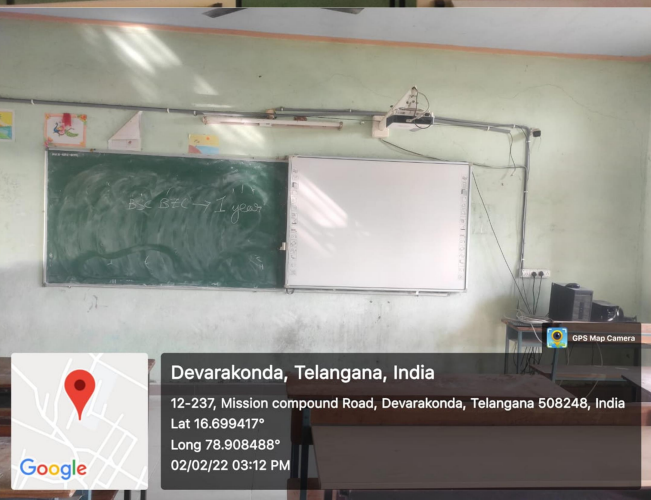 BSC BZC → I year
GPS Map Camera
Devarakonda, Telangana, India
12-237, Mission compound Road, Devarakonda, Telangana 508248, India
Lat 16.699417°
Long 78.908488°
02/02/22 03:12 PM
Google